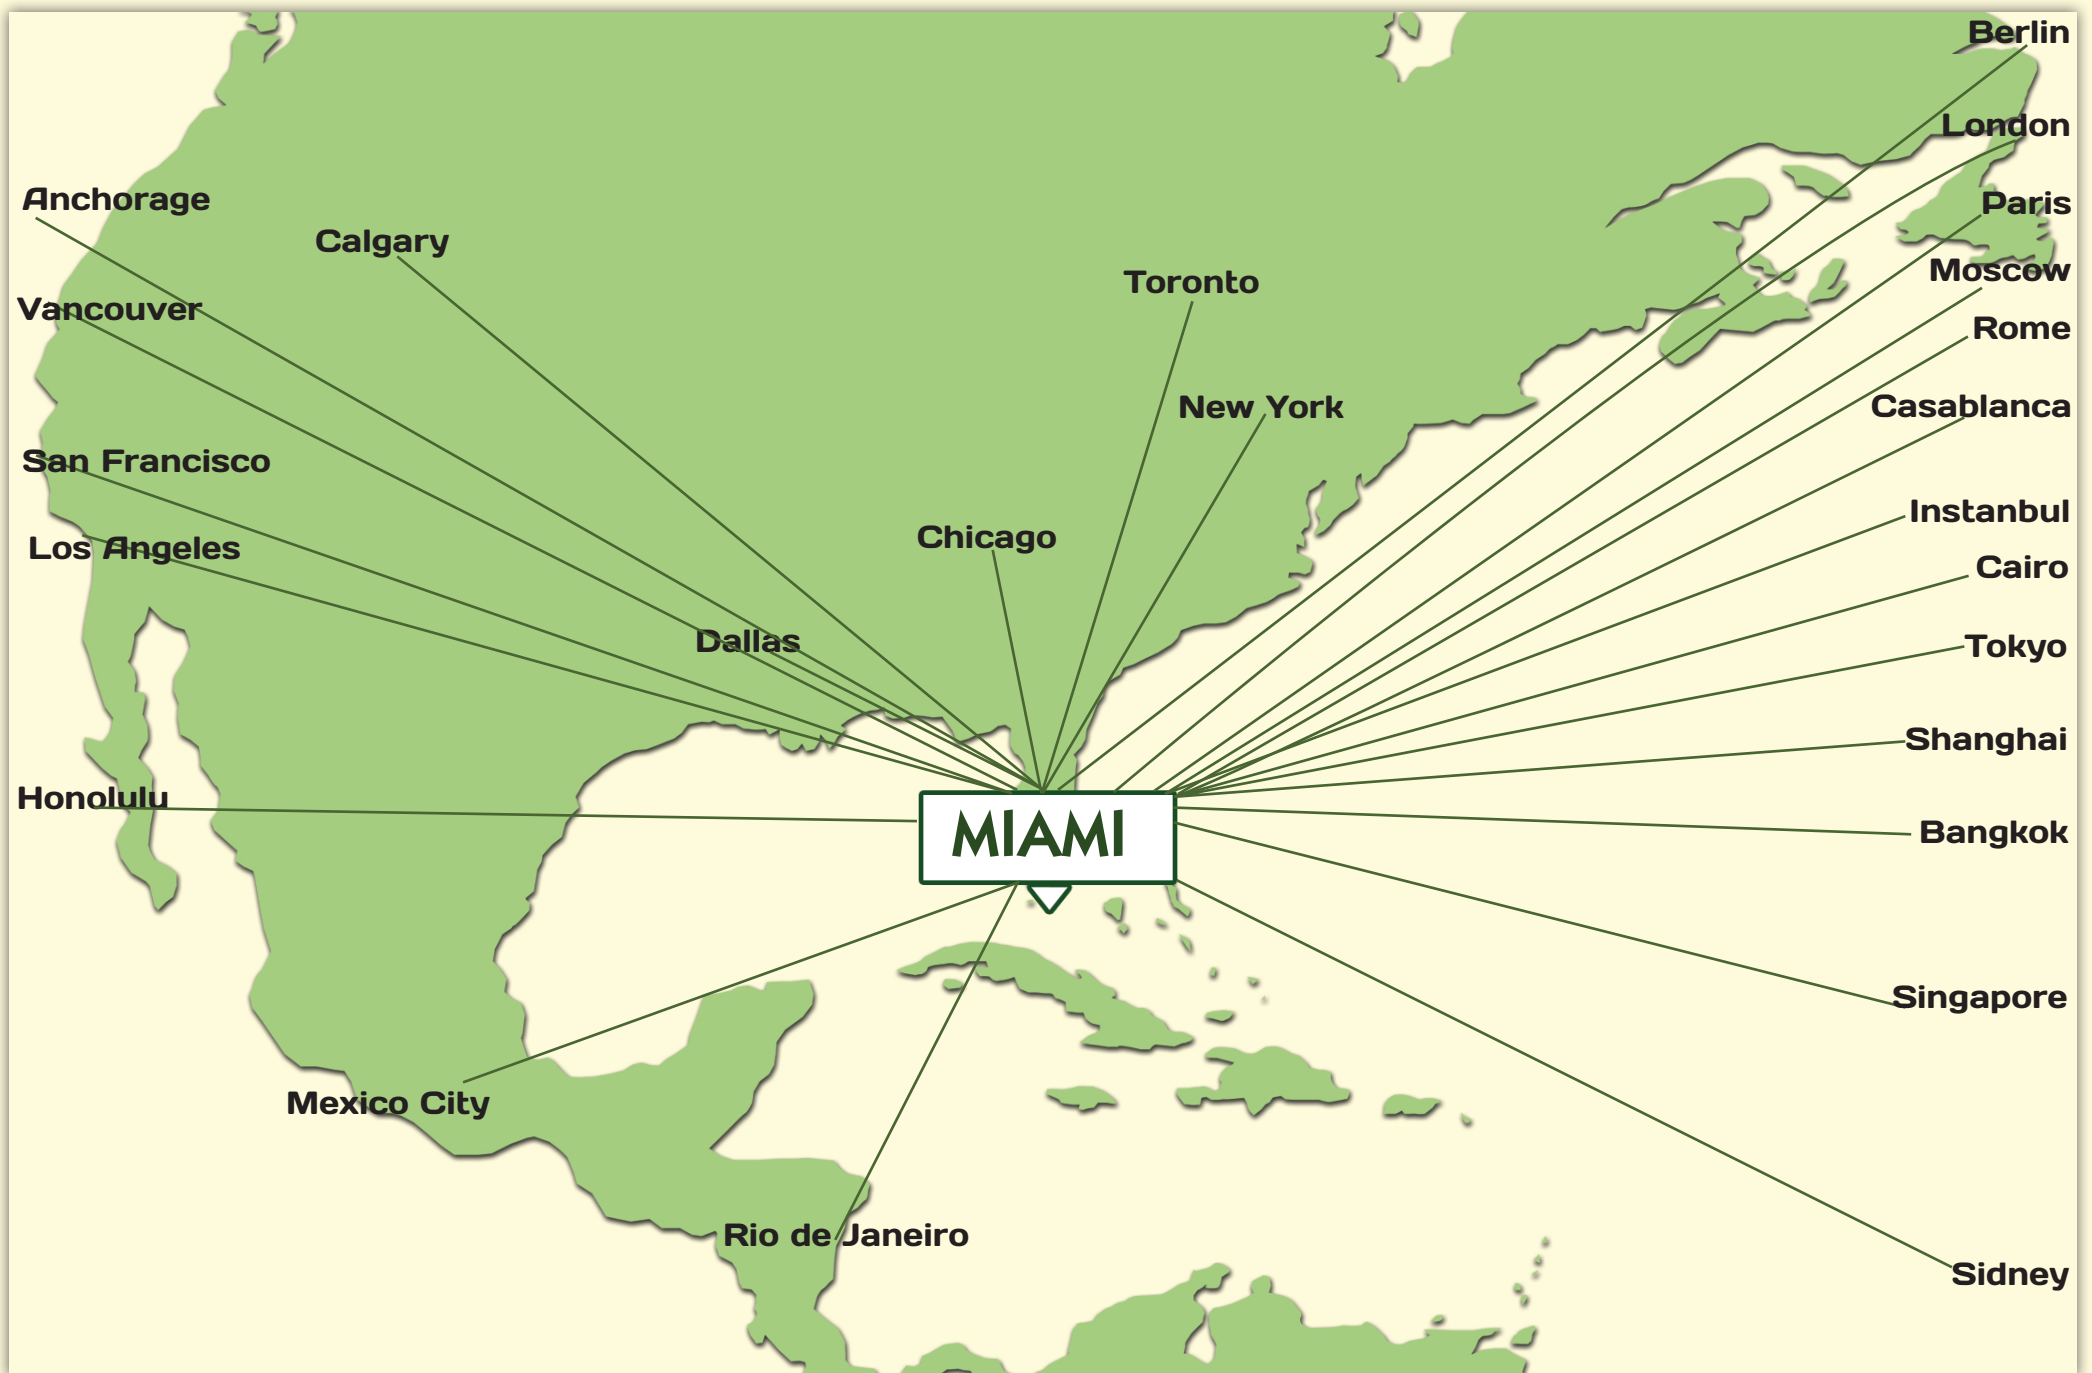 Berlin
London
Anchorage
Paris
Calgary
Moscow
Toronto
Vancouver
Rome
New York
Casablanca
San Francisco
Instanbul
Chicago
Los Angeles
Cairo
Dallas
Tokyo
Shanghai
Honolulu
MIAMI
Bangkok
Singapore
Mexico City
Rio de Janeiro
Sidney